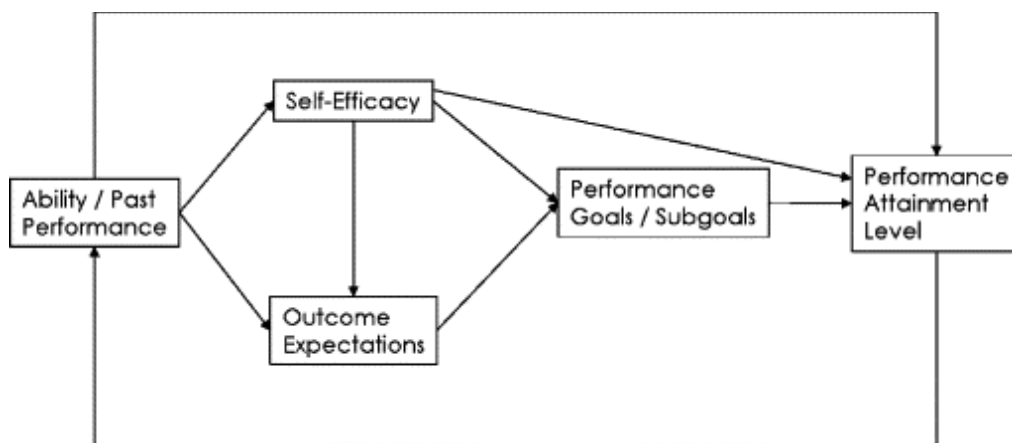 Self-Efficacy
Ability / Past
Performance
Performance
Goals / Subgoals
Performance
Attainment
Level
Outcome
Expectations